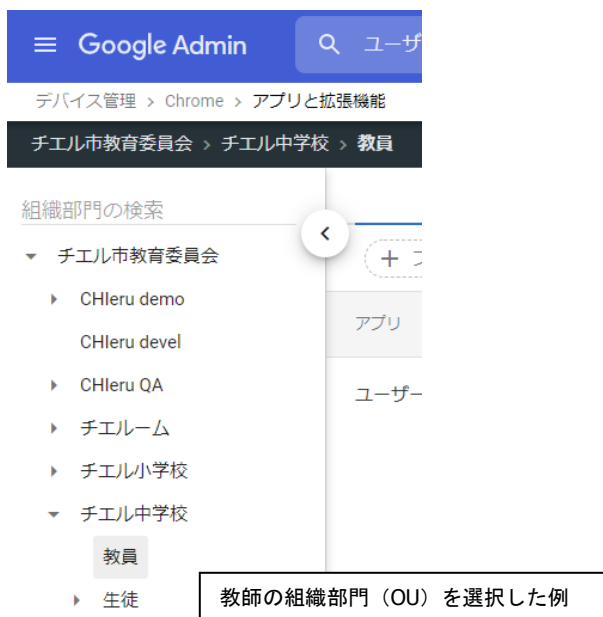 Google Admin
ユーザ
デバイス管理 > Chrome > アプリと拡張機能
チエル市教育委員会 > チエル中学校 > 教員
組織部門の検索
チエル市教育委員会
CHIeru demo
アプリ
CHIeru devel
CHIeru QA
ユーザー
チエルーム
チエル小学校
チエル中学校
教員
生徒
教師の組織部門（OU）を選択した例